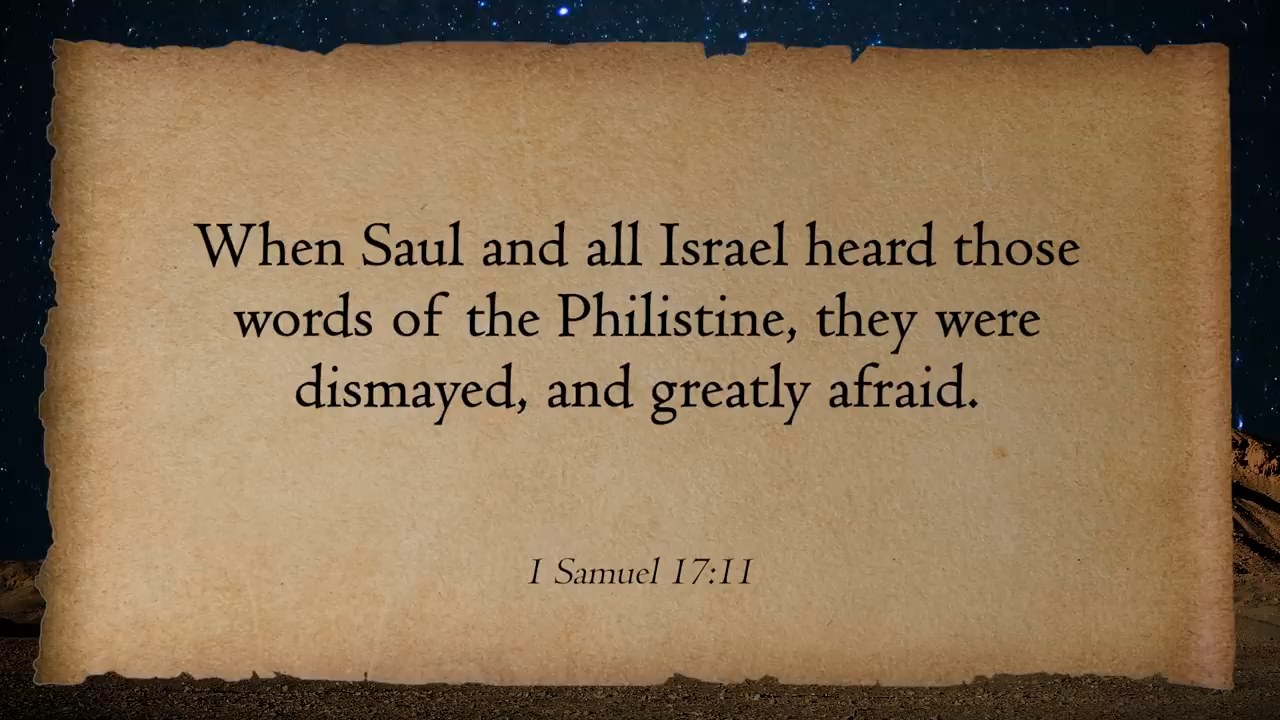 When Saul and all Israel heard those
words of the Philistine, they were
dismayed, and greatly afraid.
1 Samuel 17:11